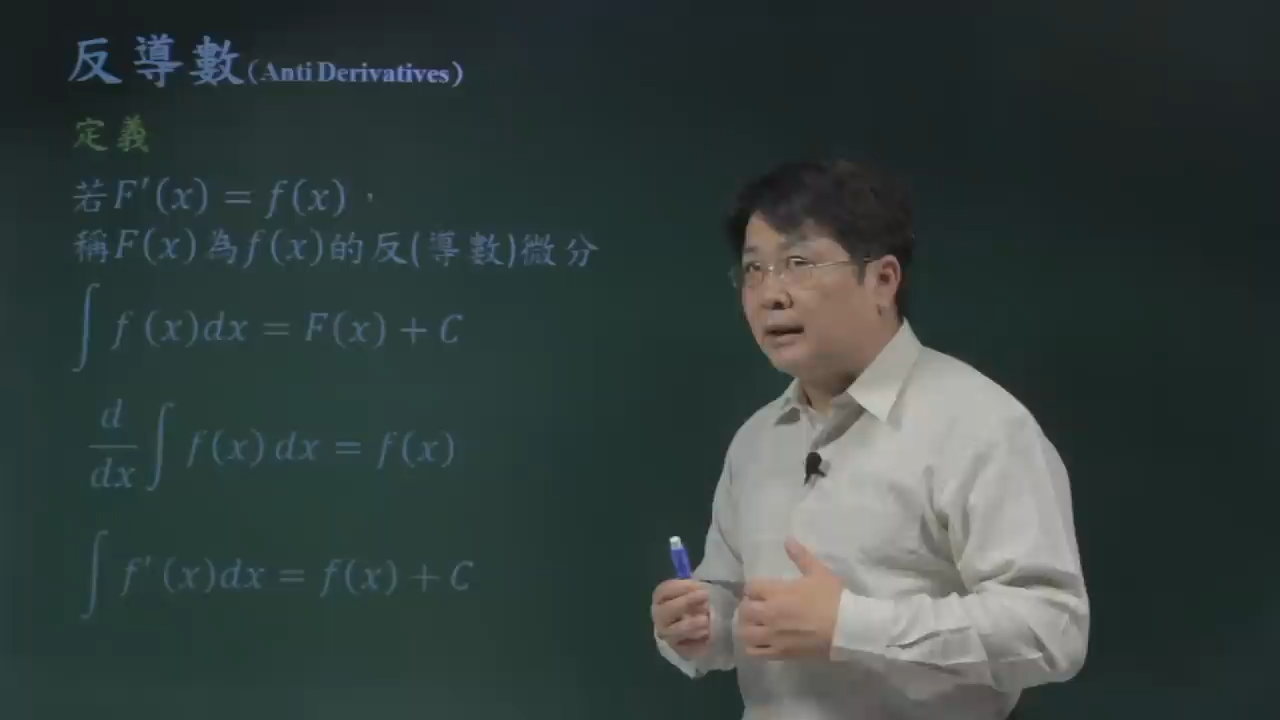 反導數(Anti Derivatives)
定義
若F'(x) = f(x)，
稱F(x)為f(x)的反(導數)微分
∫ f (x)dx = F(x) + C
d/dx ∫ f(x) dx = f(x)
∫ f'(x)dx = f(x) + C